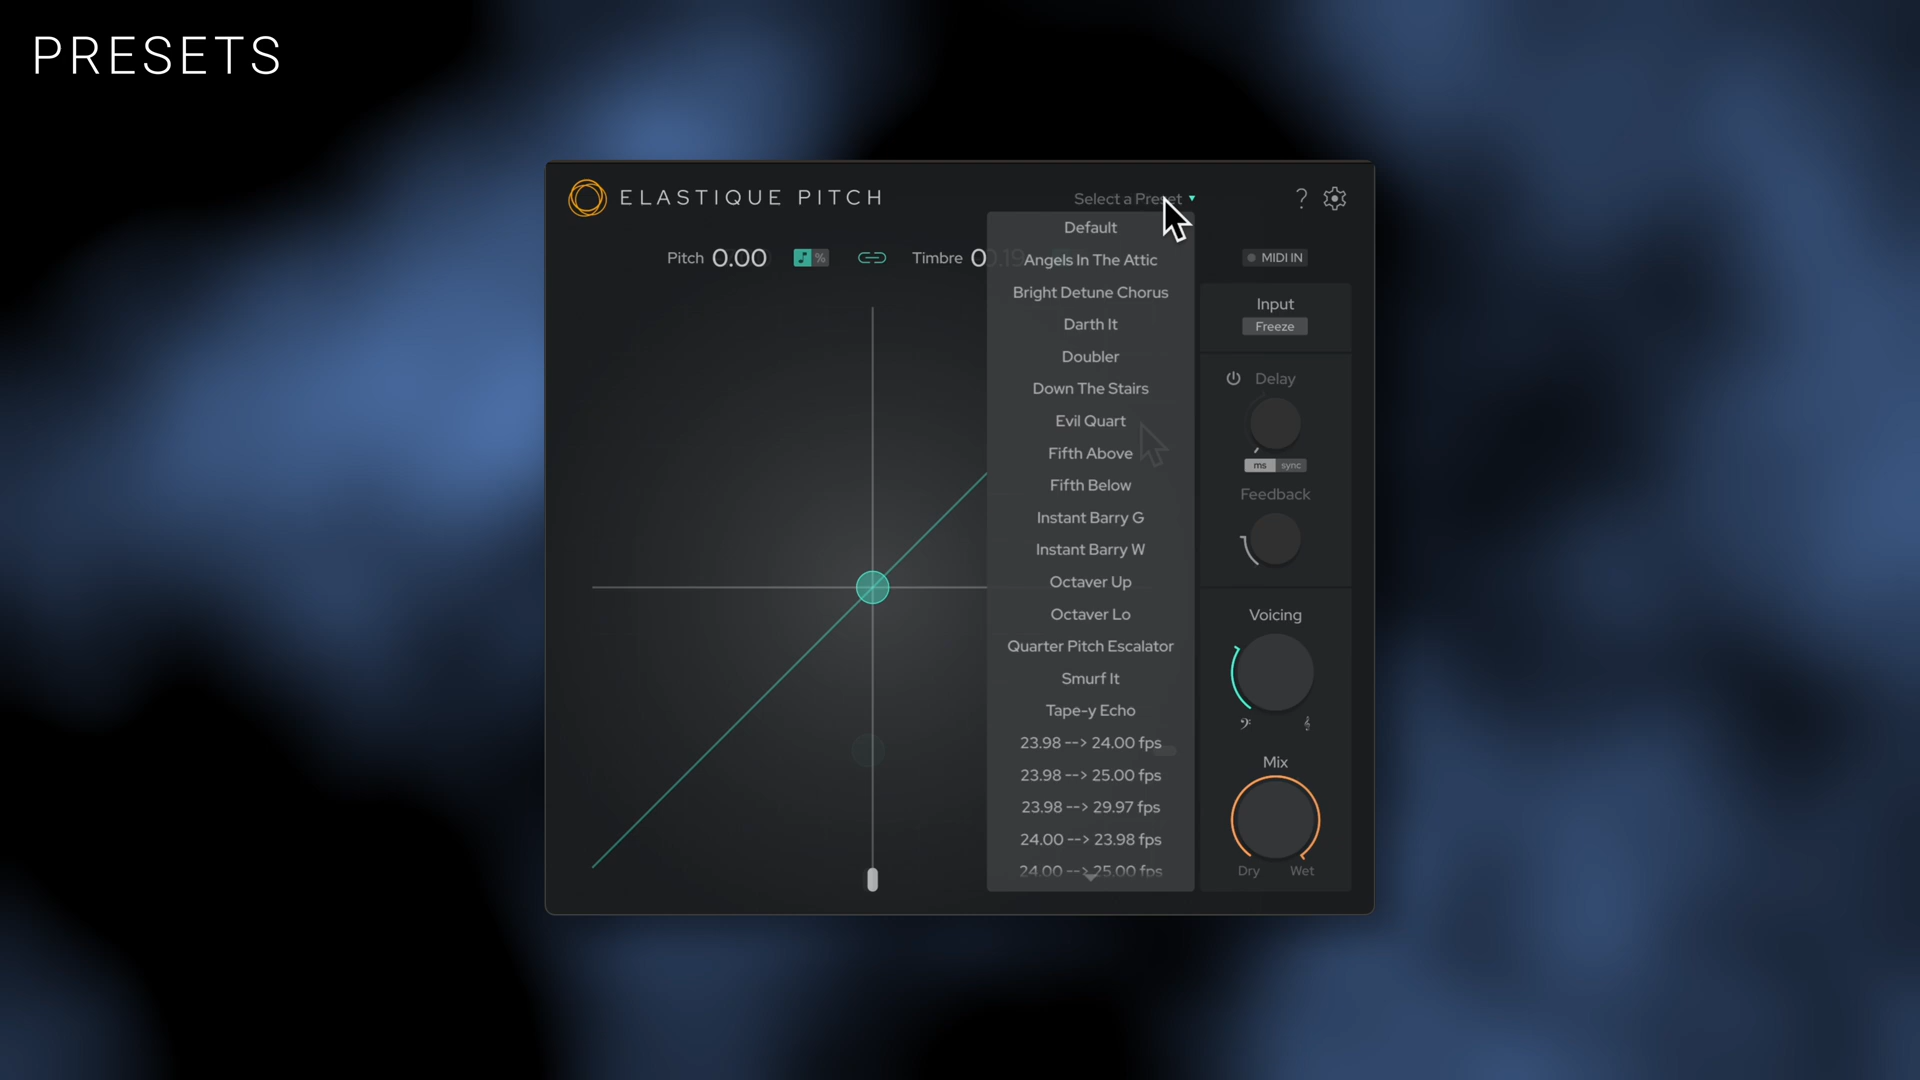 PRESETS
ELASTIQUE PITCH
Select a Preset
?
Pitch 0.00
%
Timbre
MIDI IN
Default
Angels In The Attic
Bright Detune Chorus
Darth It
Doubler
Down The Stairs
Evil Quart
Fifth Above
Fifth Below
Instant Barry G
Instant Barry W
Octaver Up
Octaver Lo
Quarter Pitch Escalator
Smurf It
Tape-y Echo
23.98 --> 24.00 fps
23.98 --> 25.00 fps
23.98 --> 29.97 fps
24.00 --> 23.98 fps
24.00 --> 25.00 fps
Input
Freeze
Delay
ms sync
Feedback
Voicing
Mix
Dry Wet